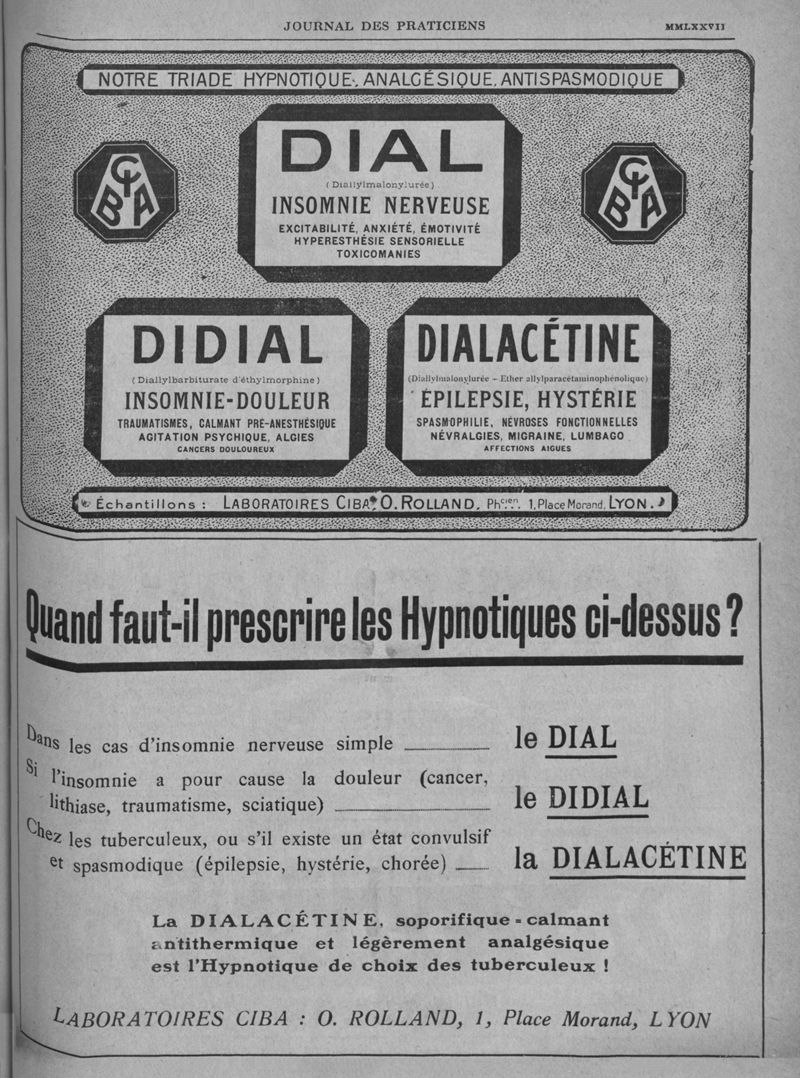 JOURNAL DES PRATICIENS
MMLXXVII
NOTRE TRIADE HYPNOTIQUE, ANALGÉSIQUE, ANTISPASMODIQUE
CIBA
DIAL
(Diallylmalonylurée)
INSOMNIE NERVEUSE
EXCITABILITÉ, ANXIÉTÉ, ÉMOTIVITÉ
HYPERESTHÉSIE SENSORIELLE
TOXICOMANIES
CIBA
DIDIAL
(Diallylbarbiturate d'éthylmorphine)
INSOMNIE-DOULEUR
TRAUMATISMES, CALMANT PRÉ-ANESTHÉSIQUE
AGITATION PSYCHIQUE, ALGIES
CANCERS DOULOUREUX
DIALACÉTINE
(Diallylmalonylurée - Ether allylparacétaminophénolique)
ÉPILEPSIE, HYSTÉRIE
SPASMOPHILIE, NÉVROSES FONCTIONNELLES
NÉVRALGIES, MIGRAINE, LUMBAGO
AFFECTIONS AIGUES
Échantillons : LABORATOIRES CIBA O. ROLLAND, Phcien, 1, Place Morand, LYON.
Quand faut-il prescrire les Hypnotiques ci-dessus ?
Dans les cas d'insomnie nerveuse simple le DIAL
Si l'insomnie a pour cause la douleur (cancer,
lithiase, traumatisme, sciatique) le DIDIAL
Chez les tuberculeux, ou s'il existe un état convulsif
et spasmodique (épilepsie, hystérie, chorée) la DIALACÉTINE
La DIALACÉTINE, soporifique-calmant
antithermique et légèrement analgésique
est l'Hypnotique de choix des tuberculeux !
LABORATOIRES CIBA : O. ROLLAND, 1, Place Morand, LYON